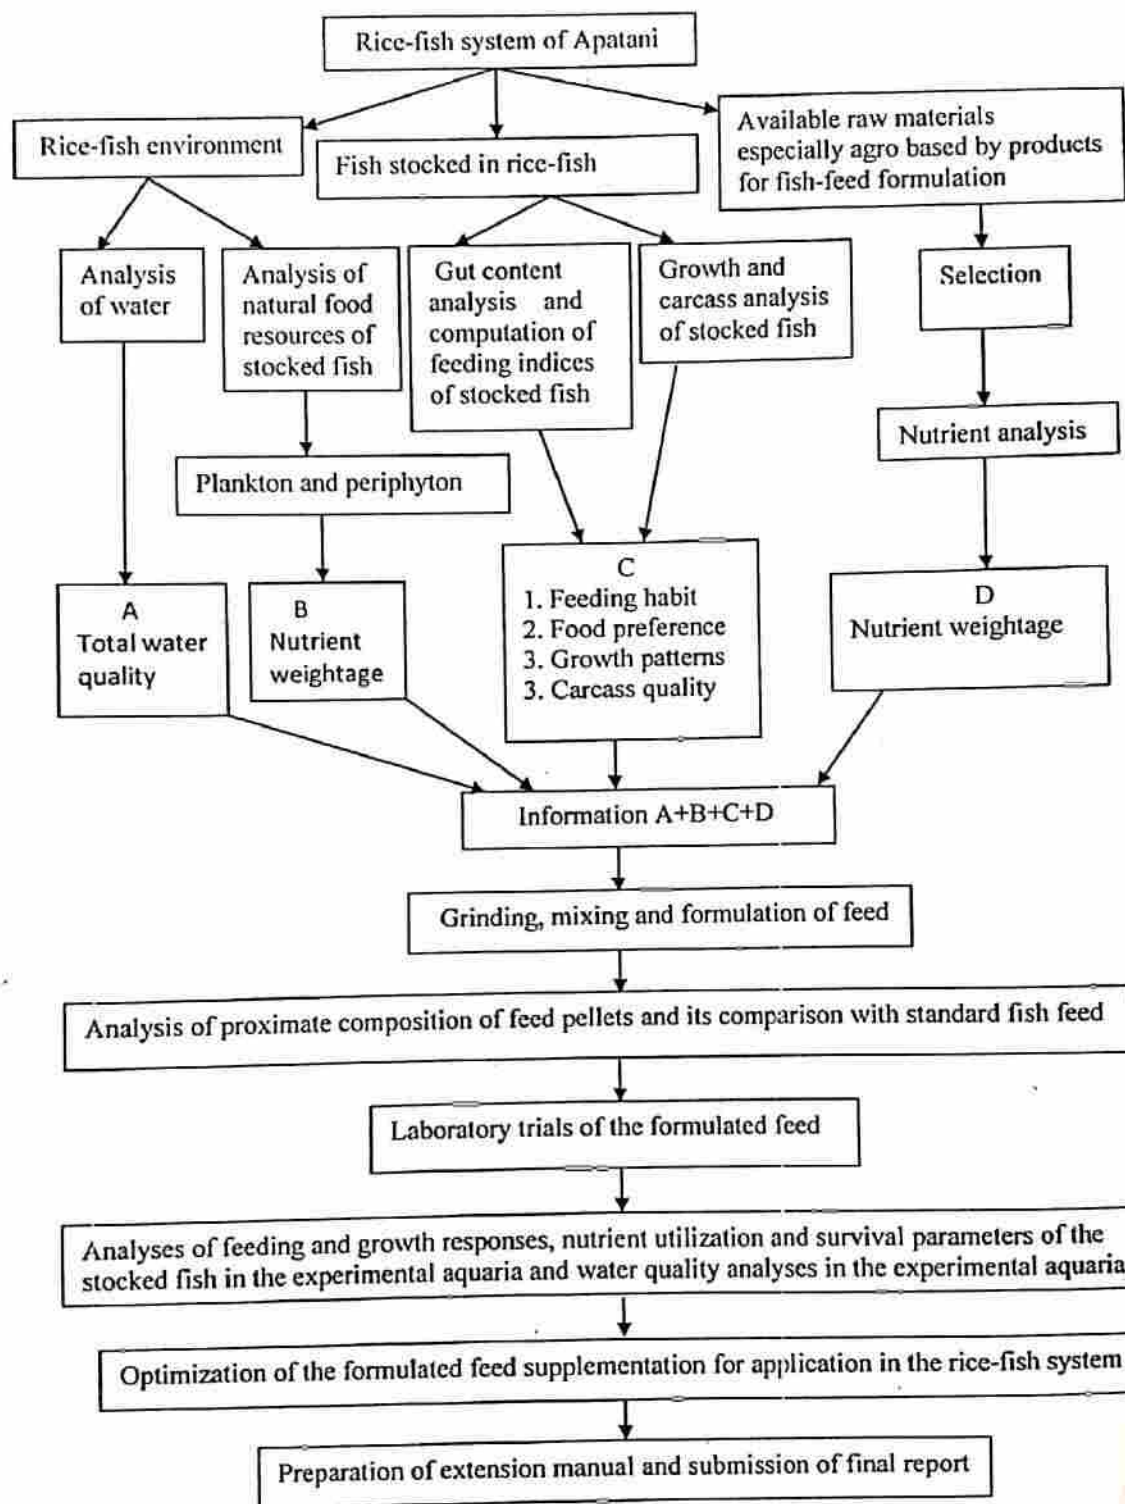 Rice-fish system of Apatani
Rice-fish environment
Fish stocked in rice-fish
Available raw materials
especially agro based by products
for fish-feed formulation
Analysis
of water
Analysis of
natural food
resources of
stocked fish
Gut content
analysis and
computation of
feeding indices
of stocked fish
Growth and
carcass analysis
of stocked fish
Selection
Nutrient analysis
Plankton and periphyton
A
Total water
quality
B
Nutrient
weightage
C
1. Feeding habit
2. Food preference
3. Growth patterns
3. Carcass quality
D
Nutrient weightage
Information A+B+C+D
Grinding, mixing and formulation of feed
Analysis of proximate composition of feed pellets and its comparison with standard fish feed
Laboratory trials of the formulated feed
Analyses of feeding and growth responses, nutrient utilization and survival parameters of the
stocked fish in the experimental aquaria and water quality analyses in the experimental aquaria
Optimization of the formulated feed supplementation for application in the rice-fish system
Preparation of extension manual and submission of final report